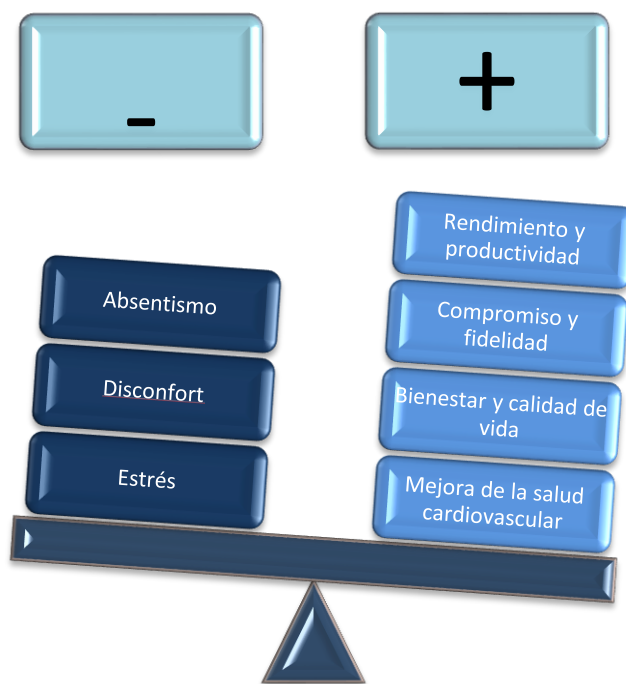 -
+
Absentismo
Disconfort
Estrés
Rendimiento y
productividad
Compromiso y
fidelidad
Bienestar y calidad de
vida
Mejora de la salud
cardiovascular